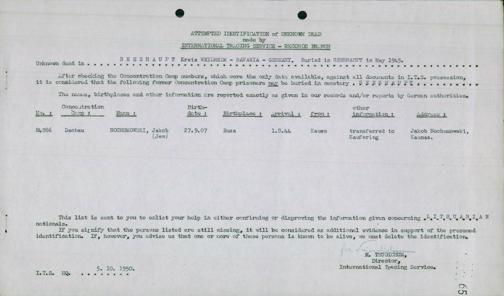 ATTEMPTED IDENTIFICATION of UNKNOWN DEAD
made by
INTERNATIONAL TRACING SERVICE - RECORDS BRANCH
Unknown dead in . . . S E E S H A U P T Kreis WEILHEIM - BAVARIA - GERMANY, Buried in SEESHAUPT in May 1945.
After checking the Concentration Camp numbers, which were the only data available, against all documents in I.T.S. possession,
it is considered that the following former Concentration Camp prisoners may be buried in cemetery . S E E S H A U P T
The names, birthplaces and other information are reported exactly as given in our records and/or reports by German authorities.
No. : Concentration Camp : Name : Birth-date : Birthplace : Arrival : from : other information : Address :
Dachau Jakob (Jew) 27.9.07 1.8.44 Kauen transferred to Kaufering Jakob Kaunas.
This list is sent to you to enlist your help in either confirming or disproving the information given concerning . L I T H U A N I A N
nationals.
If you signify that the persons listed are still missing, it will be considered as additional evidence in support of the presumed
identification. If, however, you advise us that one or more of these persons is known to be alive, we must delete the identification.
Director,
International Tracing Service.
I.T.S. HQ. 5. 10. 1950.
65